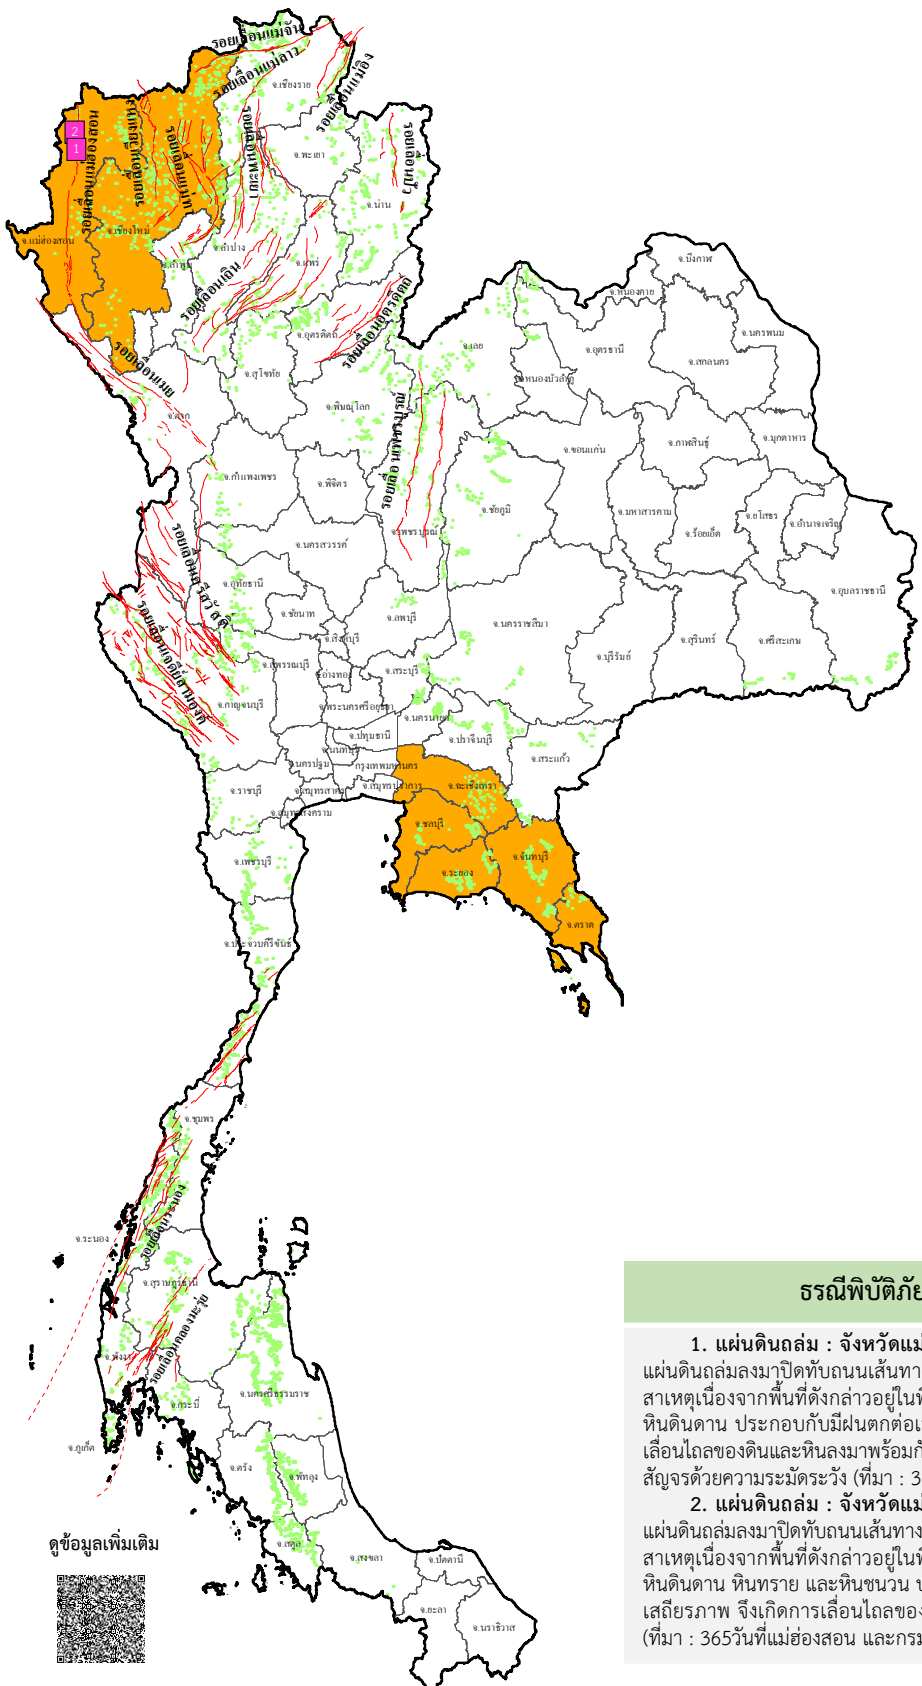 รอยเลื่อนแม่จัน
รอยเลื่อนแม่ลาว
รอยเลื่อนแม่อิง
จ.เชียงราย
2
1
รอยเลื่อนแม่ฮ่องสอน
รอยเลื่อนแม่ทา
รอยเลื่อนพะเยา
รอยเลื่อนปัว
จ.พะเยา
จ.น่าน
จ.แม่ฮ่องสอน
จ.เชียงใหม่
จ.ลำปาง
จ.ลำพูน
จ.แพร่
รอยเลื่อนเถิน
รอยเลื่อนอุตรดิตถ์
จ.อุตรดิตถ์
จ.บึงกาฬ
จ.หนองคาย
จ.นครพนม
จ.เลย
จ.อุดรธานี
จ.สกลนคร
รอยเลื่อนเมย
จ.สุโขทัย
จ.หนองบัวลำภู
จ.ตาก
จ.พิษณุโลก
รอยเลื่อนเพชรบูรณ์
จ.ขอนแก่น
จ.กาฬสินธุ์
จ.มุกดาหาร
จ.กำแพงเพชร
จ.พิจิตร
จ.เพชรบูรณ์
จ.ชัยภูมิ
จ.มหาสารคาม
จ.ร้อยเอ็ด
จ.ยโสธร
จ.อำนาจเจริญ
จ.นครสวรรค์
รอยเลื่อนศรีสวัสดิ์
จ.อุทัยธานี
จ.ชัยนาท
จ.ลพบุรี
จ.นครราชสีมา
จ.บุรีรัมย์
จ.สุรินทร์
จ.ศรีสะเกษ
จ.อุบลราชธานี
รอยเลื่อนเจดีย์สามองค์
จ.สิงห์บุรี
จ.สุพรรณบุรี
จ.อ่างทอง
จ.สระบุรี
จ.กาญจนบุรี
จ.พระนครศรีอยุธยา
จ.นครนายก
จ.ปทุมธานี
จ.ปราจีนบุรี
จ.สระแก้ว
จ.นนทบุรี
จ.นครปฐม
กรุงเทพมหานคร
จ.ราชบุรี
จ.สมุทรสาคร
จ.สมุทรปราการ
จ.ฉะเชิงเทรา
จ.สมุทรสงคราม
จ.ชลบุรี
จ.เพชรบุรี
จ.ระยอง
จ.จันทบุรี
จ.ตราด
จ.ประจวบคีรีขันธ์
จ.ชุมพร
รอยเลื่อนระนอง
จ.ระนอง
จ.สุราษฎร์ธานี
รอยเลื่อนคลองมะรุ่ย
จ.พังงา
จ.กระบี่
จ.นครศรีธรรมราช
จ.ภูเก็ต
จ.ตรัง
จ.พัทลุง
จ.สตูล
จ.สงขลา
จ.ปัตตานี
จ.ยะลา
จ.นราธิวาส
ดูข้อมูลเพิ่มเติม
ธรณีพิบัติภัย
1. แผ่นดินถล่ม : จังหวัดแม่
แผ่นดินถล่มลงมาปิดทับถนนเส้นทา
สาเหตุเนื่องจากพื้นที่ดังกล่าวอยู่ในพื
หินดินดาน ประกอบกับมีฝนตกต่อเ
เลื่อนไถลของดินและหินลงมาพร้อมกั
สัญจรด้วยความระมัดระวัง (ที่มา : 3
2. แผ่นดินถล่ม : จังหวัดแม่
แผ่นดินถล่มลงมาปิดทับถนนเส้นทาง
สาเหตุเนื่องจากพื้นที่ดังกล่าวอยู่ในพื
หินดินดาน หินทราย และหินชนวน
เสถียรภาพ จึงเกิดการเลื่อนไถลของ
(ที่มา : 365วันที่แม่ฮ่องสอน และกรม